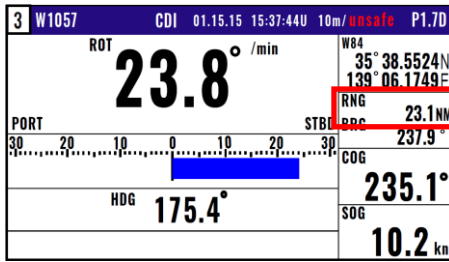 3 W1057 CDI 01.15.15 15:37:44U 10m/unsafe P1.7D
ROT 23.8°/min
PORT STBD
30 20 10 0 10 20 30
HDG 175.4°
W84
35°38.5524N
139°06.1749E
RNG
23.1NM
BRG
237.9°
COG
235.1°
SOG
10.2 kn